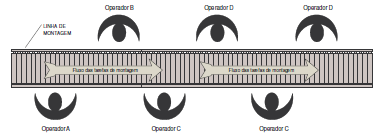 Operador B
Operador D
Operador D
LINHA DE
MONTAGEM
Fluxo das tarefas de montagem
Fluxo das tarefas de montagem
Operador A
Operador C
Operador C